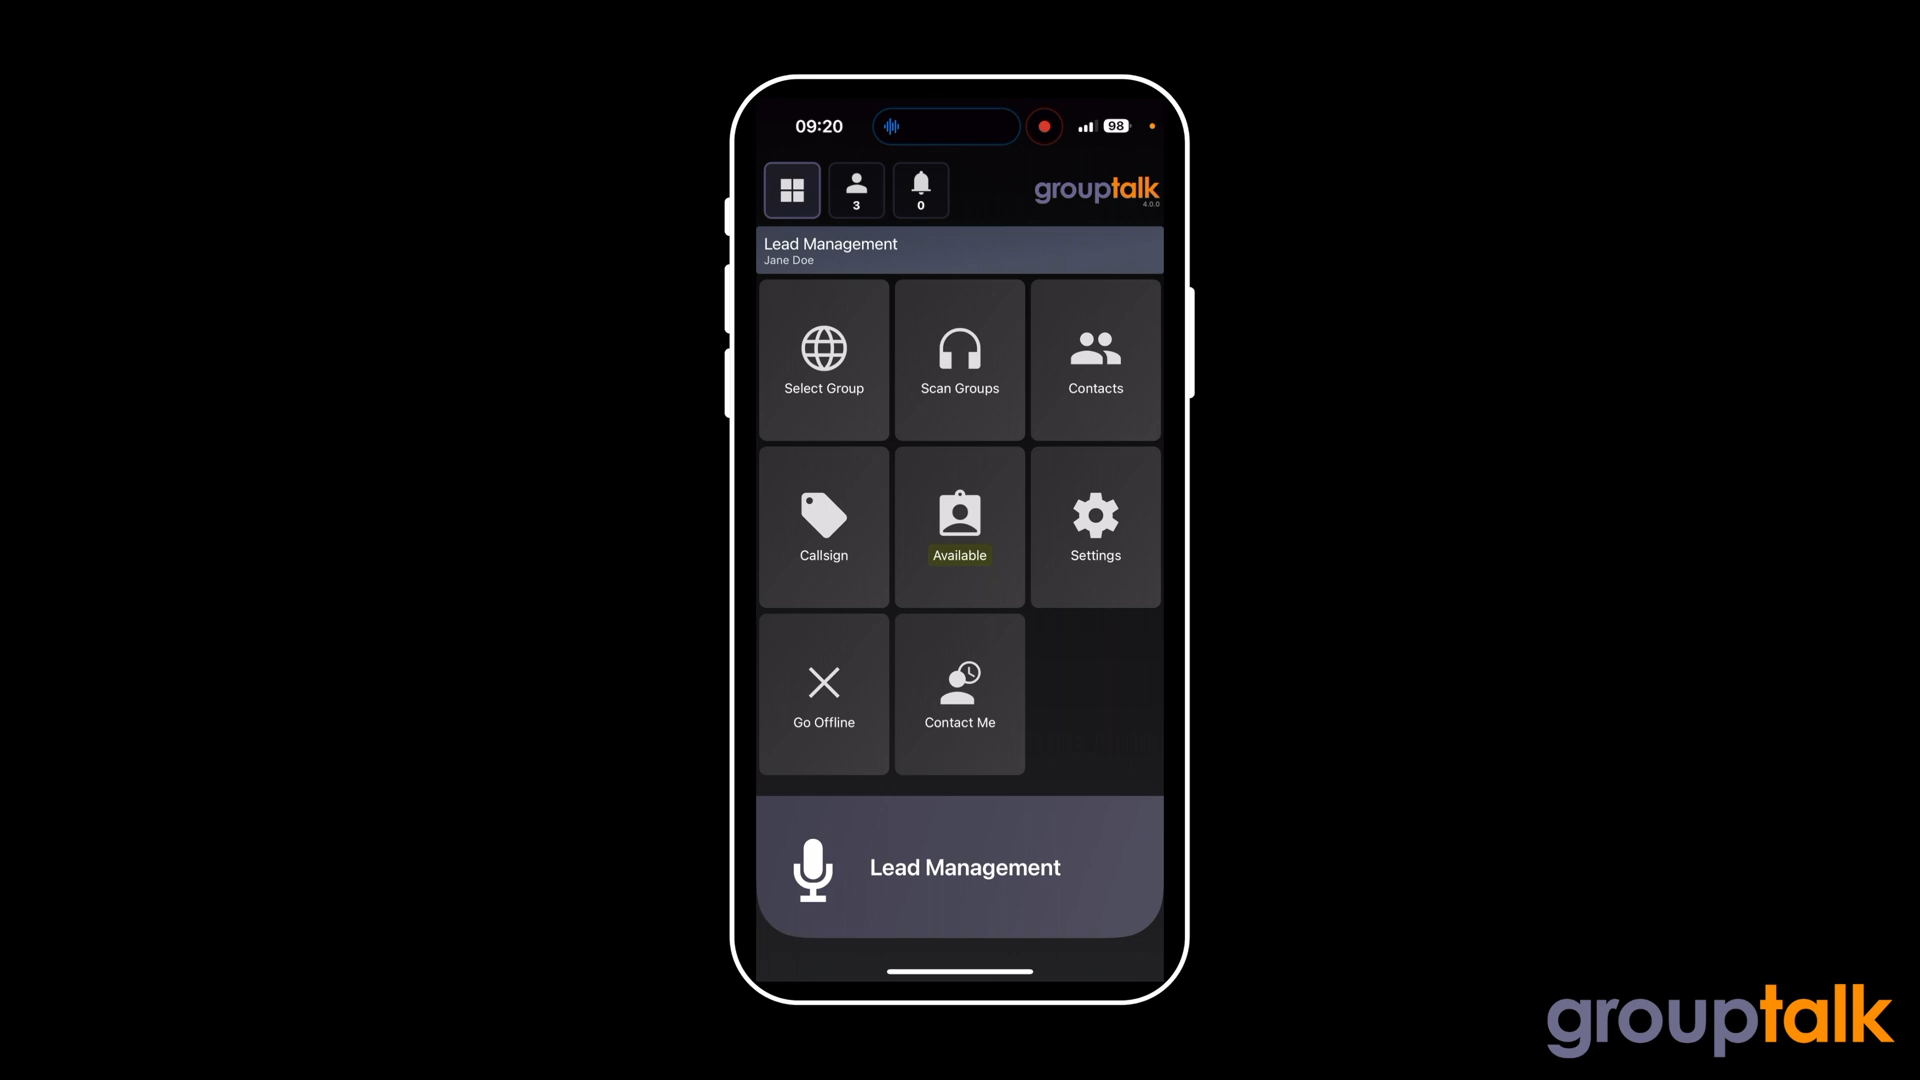 09:20
98
3
0
grouptalk
4.0.0
Lead Management
Jane Doe
Select Group
Scan Groups
Contacts
Callsign
Available
Settings
Go Offline
Contact Me
Lead Management
grouptalk